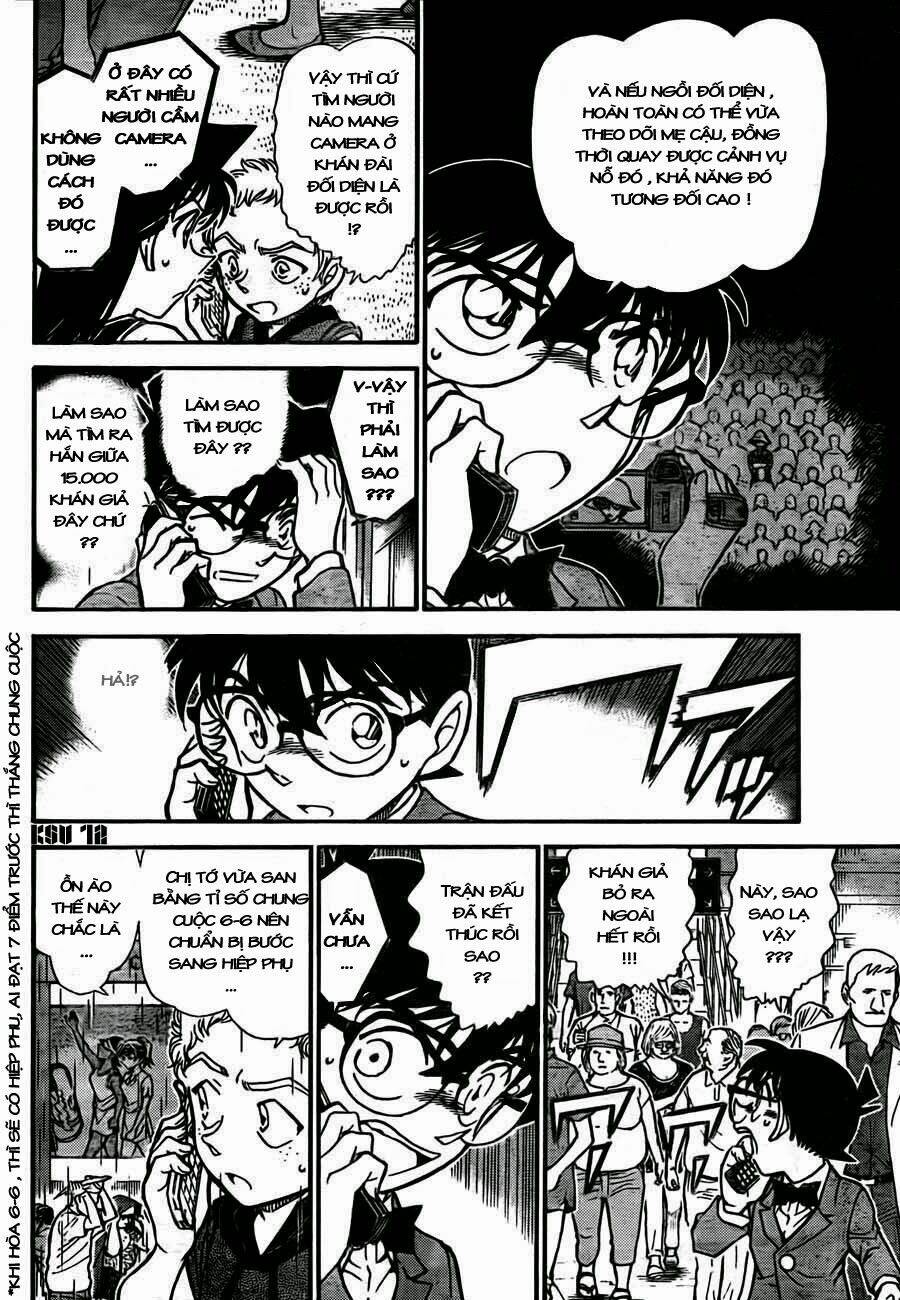 VÀ NẾU NGỒI ĐỐI DIỆN ,
HOÀN TOÀN CÓ THỂ VỪA
THEO DÕI MẸ CẬU, ĐỒNG
THỜI QUAY ĐƯỢC CẢNH VỤ
NỔ ĐÓ , KHẢ NĂNG ĐÓ
TƯƠNG ĐỐI CAO !
VẬY THÌ CỨ
TÌM NGƯỜI
NÀO MANG
CAMERA Ở
KHÁN ĐÀI
ĐỐI DIỆN LÀ
ĐƯỢC RỒI
!?
Ở ĐÂY CÓ
RẤT NHIỀU
NGƯỜI CẦM
CAMERA
...
KHÔNG
DÙNG
CÁCH
ĐÓ
ĐƯỢC
...
V-VẬY
THÌ
PHẢI
LÀM
SAO
???
LÀM SAO
TÌM ĐƯỢC
ĐÂY ??
LÀM SAO
MÀ TÌM RA
HẮN GIỮA
15.000
KHÁN GIẢ
ĐÂY CHỨ
??
HẢ!?
KSV 12
NÀY, SAO
SAO LẠ
VẬY
???
KHÁN GIẢ
BỎ RA
NGOÀI
HẾT RỒI
!!!
TRẬN ĐẤU
ĐÃ KẾT
THÚC RỒI
SAO
??
VẪN
CHƯA
...
CHỊ TỚ VỪA SAN
BẰNG TỈ SỐ CHUNG
CUỘC 6-6 NÊN
CHUẨN BỊ BƯỚC
SANG HIỆP PHỤ
...
ỒN ÀO
THẾ NÀY
CHẮC LÀ
...
*KHI HÒA 6-6 , THÌ SẼ CÓ HIỆP PHỤ, AI ĐẠT 7 ĐIỂM TRƯỚC THÌ THẮNG CHUNG CUỘC